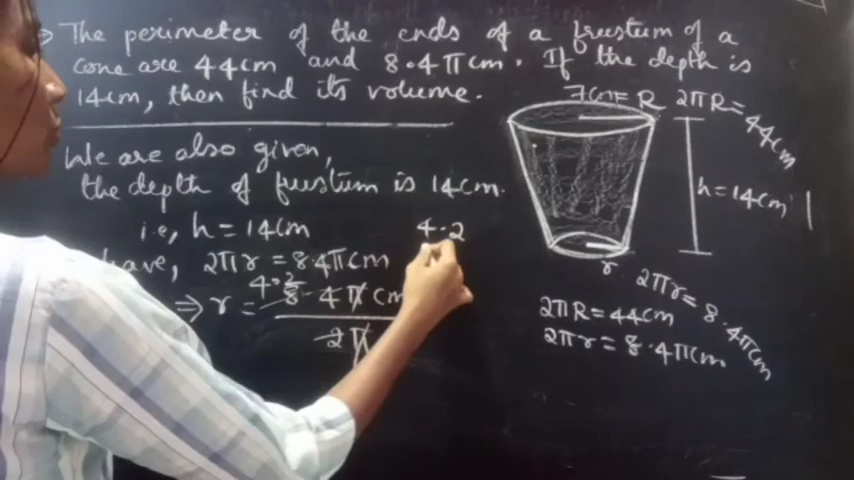 The perimeter of the ends of a frustum of a
cone are 44cm and 8.4πcm. If the depth is
14cm, then find its volume.
We are also given,
the depth of frustum is 14cm.
i.e, h = 14cm
4.2
have, 2πr = 8.4πcm
4.2
⇒ r = 8.4π cm
2π
7cm = R
2πR = 44cm
h = 14cm
r
2πr = 8.4πcm
2πR = 44cm
2πr = 8.4πcm